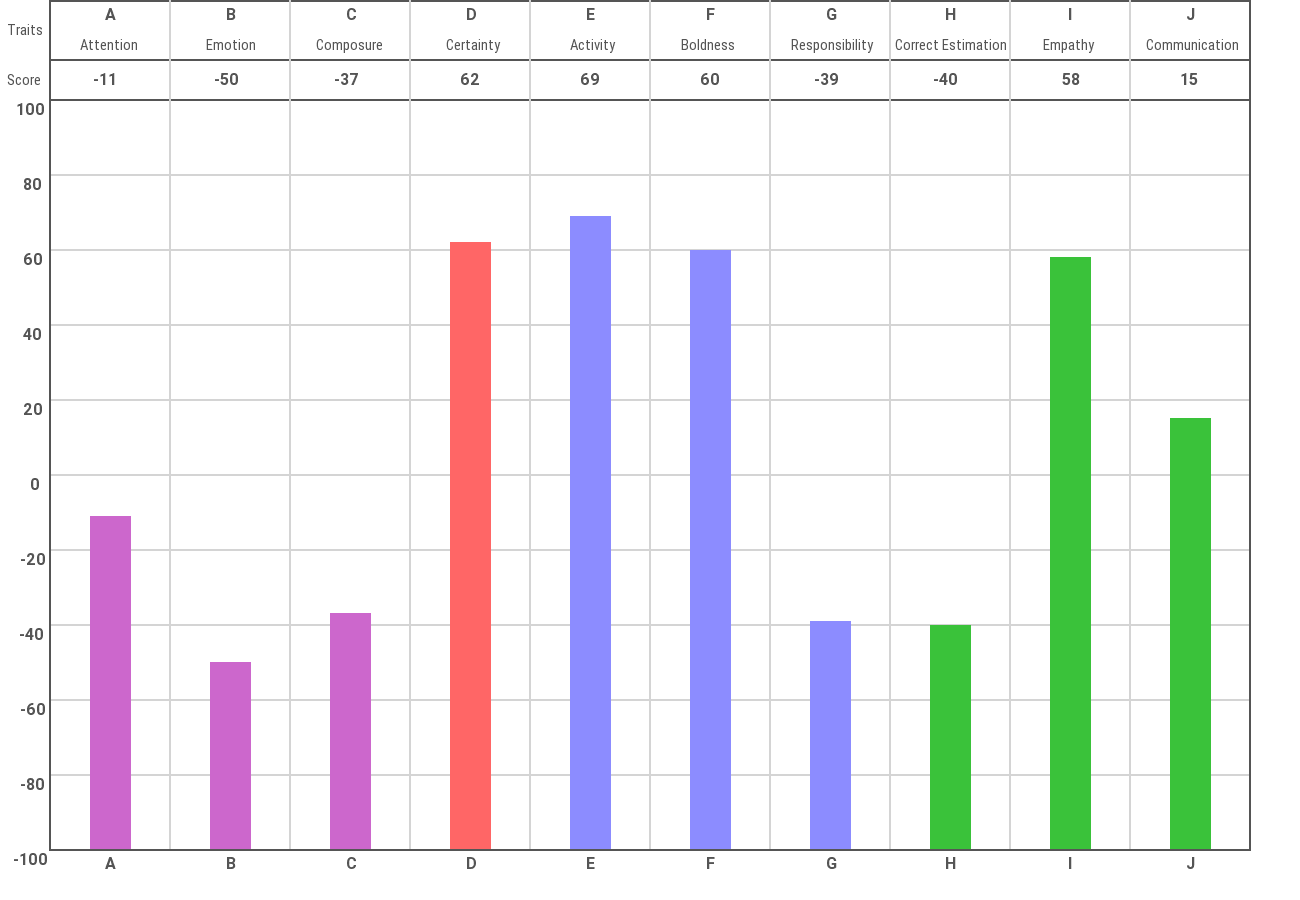 A B C D E F G H I J
Traits
Attention Emotion Composure Certainty Activity Boldness Responsibility Correct Estimation Empathy Communication
Score -11 -50 -37 62 69 60 -39 -40 58 15
100
80
60
40
20
0
-20
-40
-60
-80
-100
A B C D E F G H I J